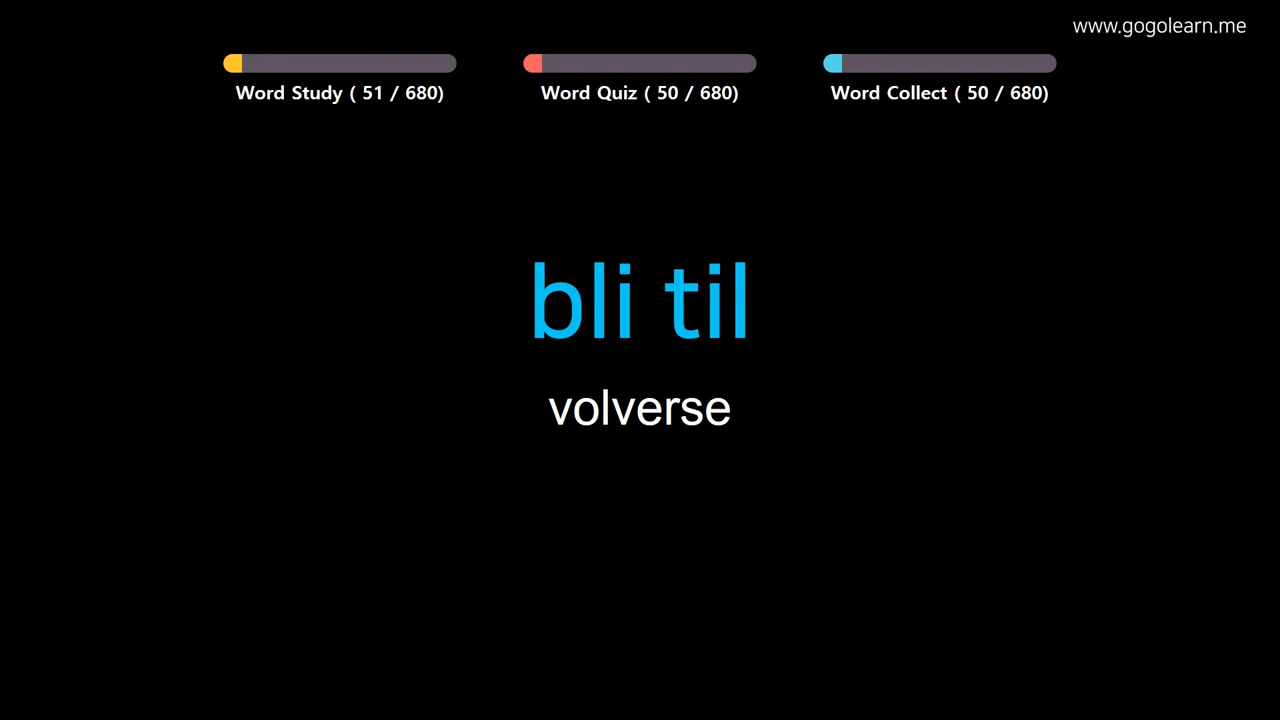 www.gogolearn.me
Word Study ( 51 / 680)
Word Quiz ( 50 / 680)
Word Collect ( 50 / 680)
bli til
volverse